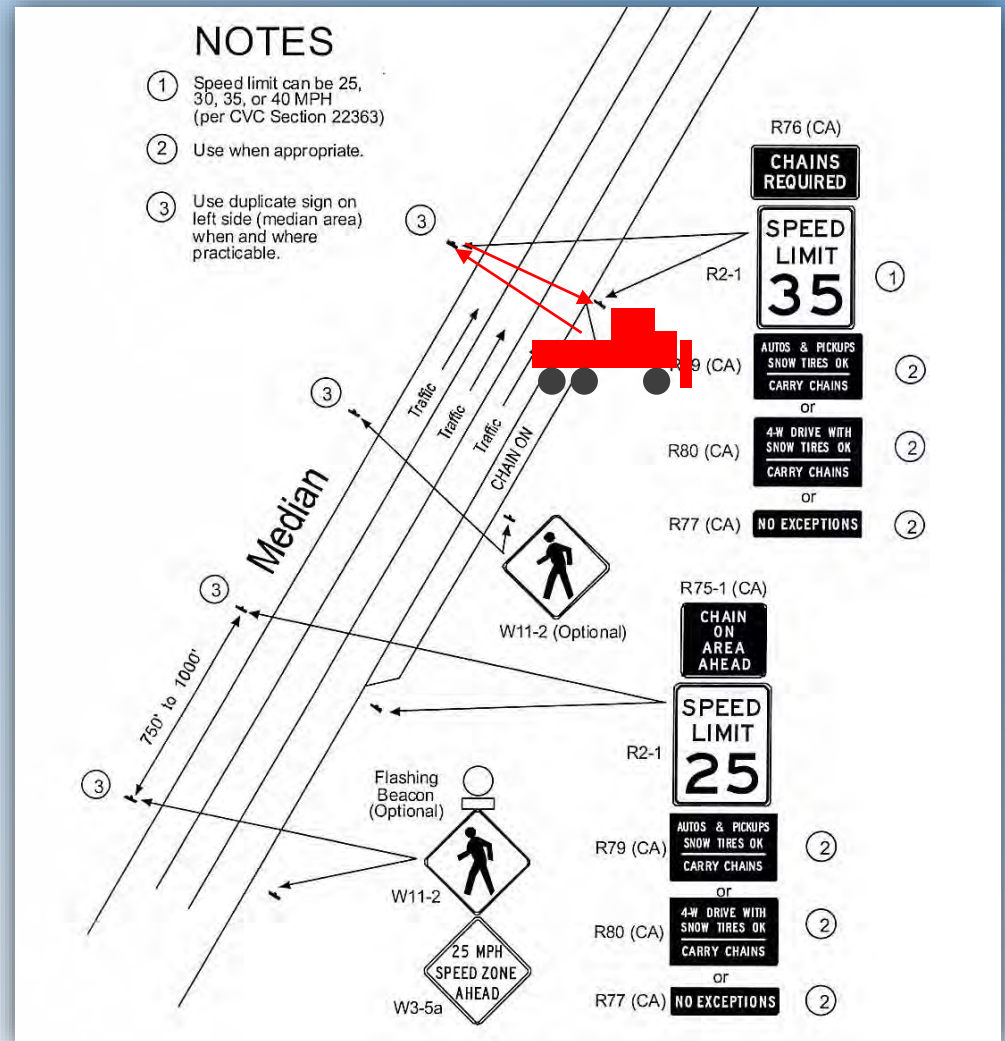 NOTES
1 Speed limit can be 25,
30, 35, or 40 MPH
(per CVC Section 22363)
2 Use when appropriate.
3 Use duplicate sign on
left side (median area)
when and where
practicable.
R76 (CA)
CHAINS
REQUIRED
SPEED
LIMIT
35
R2-1
1
AUTOS & PICKUPS
SNOW TIRES OK
CARRY CHAINS
9 (CA)
2
or
4-W DRIVE WITH
SNOW TIRES OK
CARRY CHAINS
R80 (CA)
2
or
R77 (CA)
NO EXCEPTIONS
2
3
3
Traffic
Traffic
Traffic
CHAIN ON
Median
W11-2 (Optional)
3
750' to 1000'
3
R75-1 (CA)
CHAIN
ON
AREA
AHEAD
SPEED
LIMIT
25
R2-1
Flashing
Beacon
(Optional)
W11-2
25 MPH
SPEED ZONE
AHEAD
W3-5a
R79 (CA)
AUTOS & PICKUPS
SNOW TIRES OK
CARRY CHAINS
2
or
R80 (CA)
4-W DRIVE WITH
SNOW TIRES OK
CARRY CHAINS
2
or
R77 (CA)
NO EXCEPTIONS
2